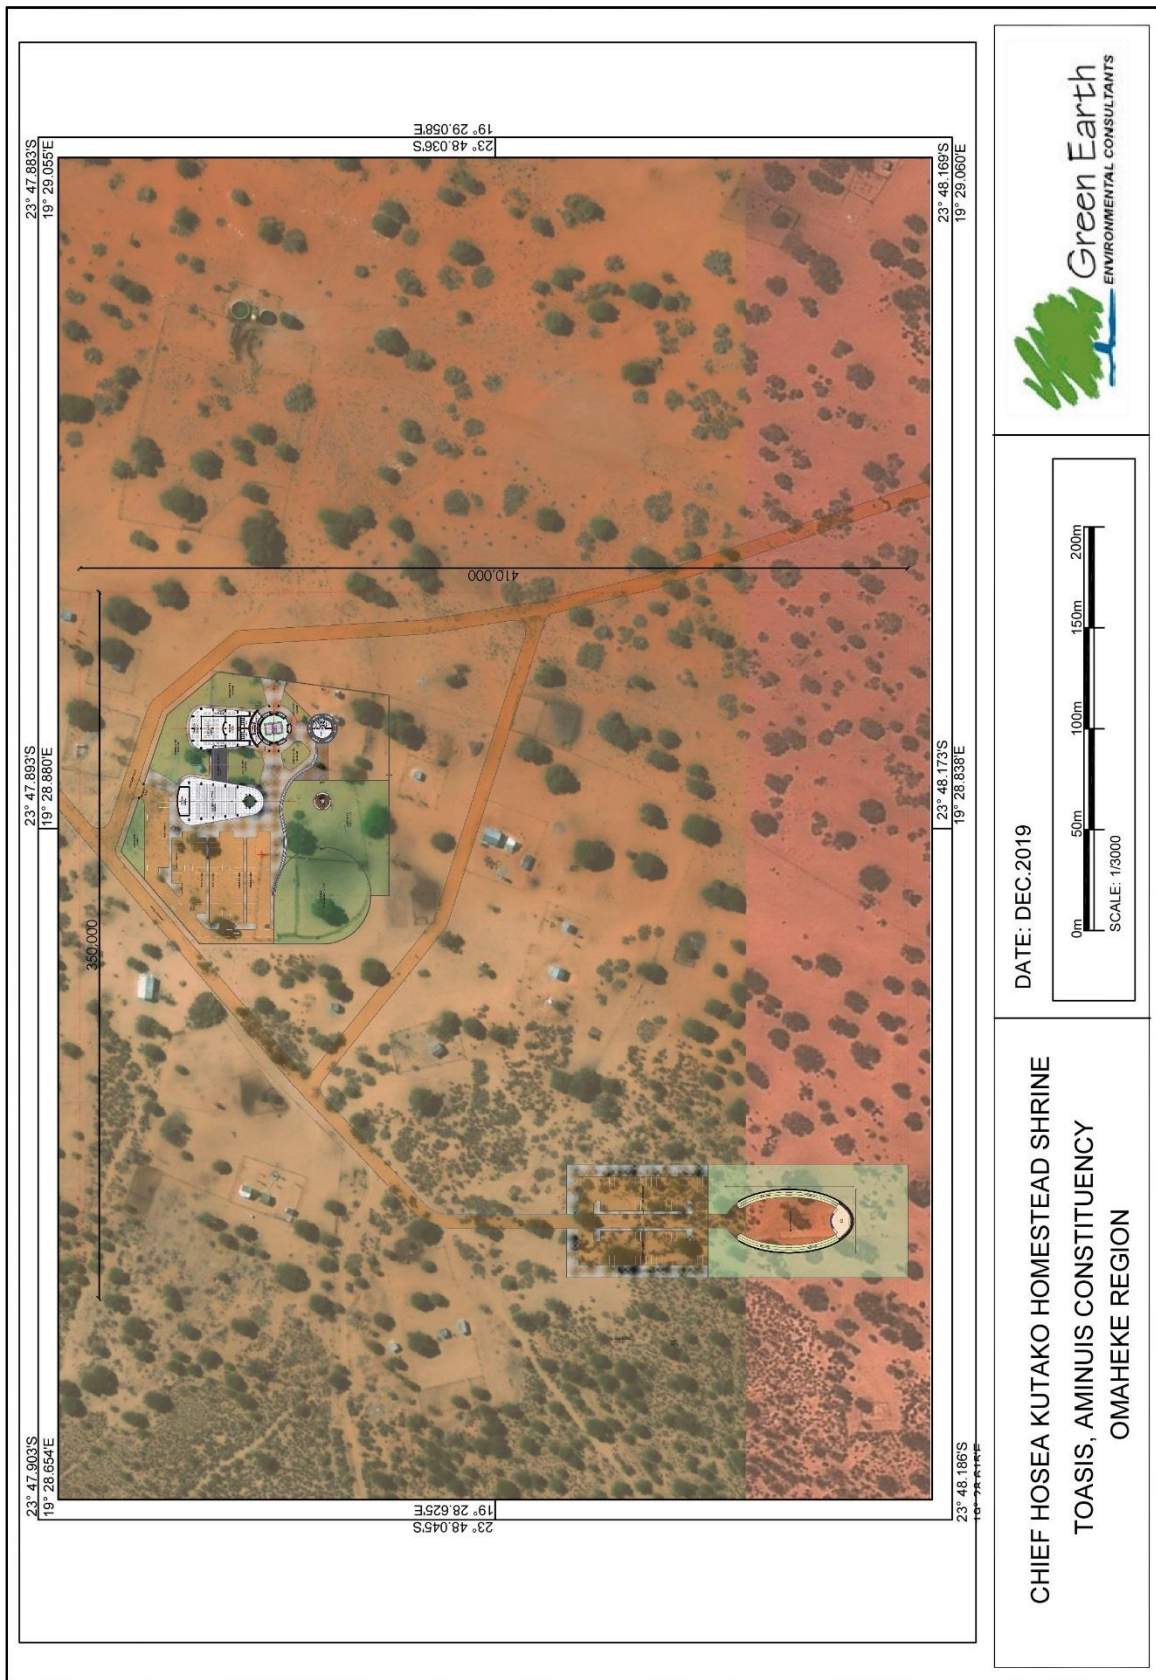 23° 47.903'S
19° 28.654'E
23° 47.893'S
19° 28.880'E
23° 47.883'S
19° 29.055'E
350.000
410.000
23° 48.045'S
19° 28.625'E
23° 48.036'S
19° 29.058'E
23° 48.186'S
23° 48.173'S
19° 28.838'E
23° 48.169'S
19° 29.060'E
CHIEF HOSEA KUTAKO HOMESTEAD SHRINE
TOASIS, AMINUIS CONSTITUENCY
OMAHEKE REGION
DATE: DEC.2019
0m 50m 100m 150m 200m
SCALE: 1/3000
Green Earth
ENVIRONMENTAL CONSULTANTS